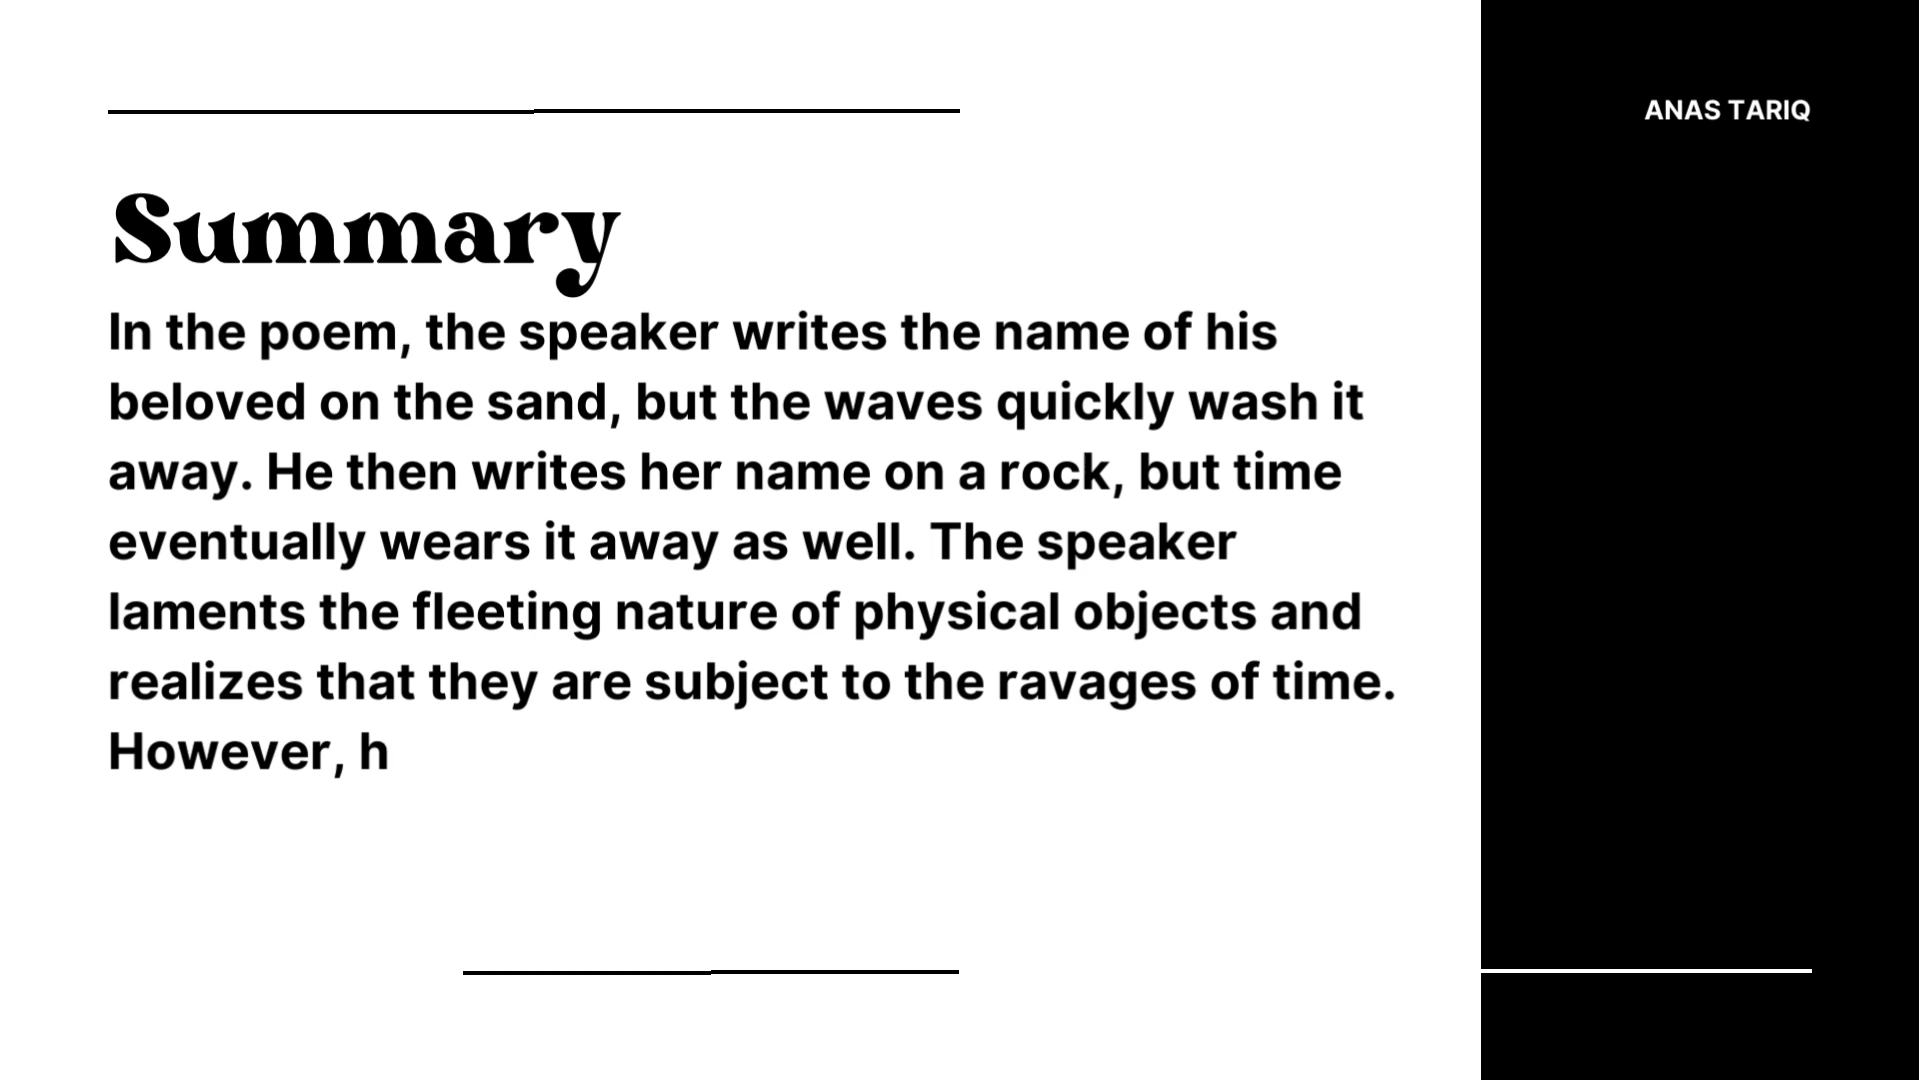 ANAS TARIQ
Summary
In the poem, the speaker writes the name of his
beloved on the sand, but the waves quickly wash it
away. He then writes her name on a rock, but time
eventually wears it away as well. The speaker
laments the fleeting nature of physical objects and
realizes that they are subject to the ravages of time.
However, h